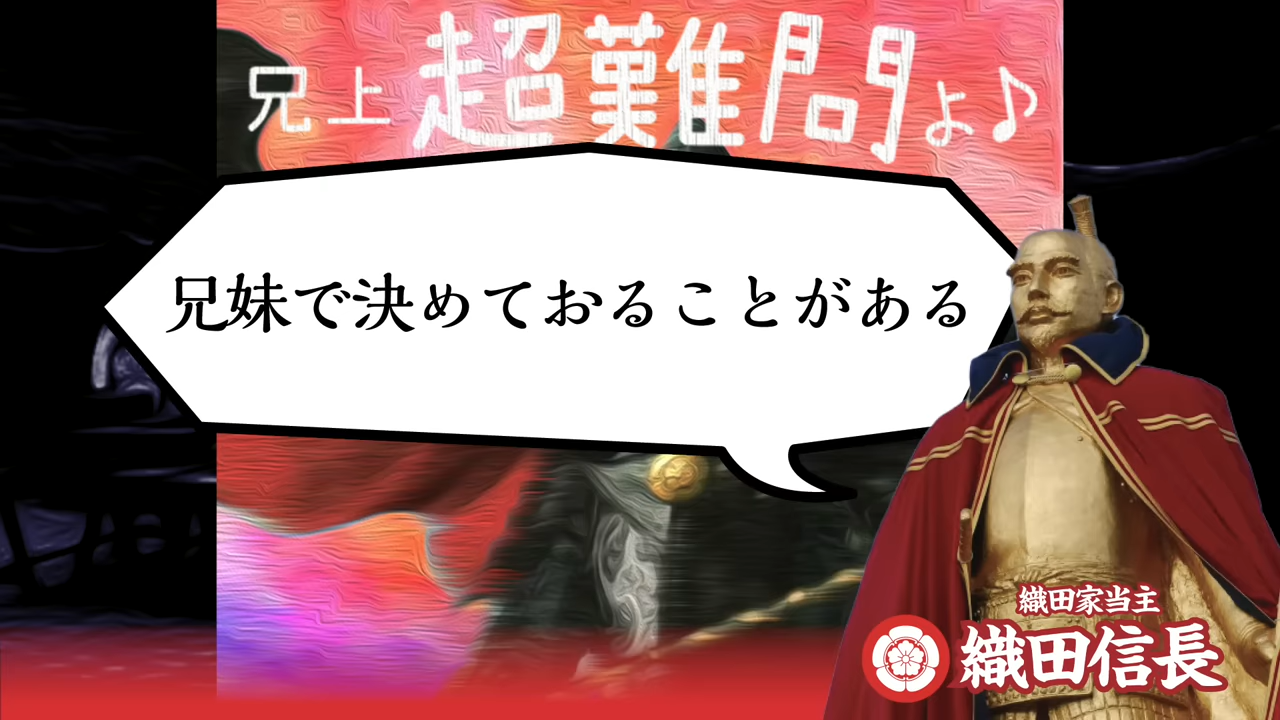 兄上超難問よ♪
兄妹で決めておることがある
織田家当主
織田信長